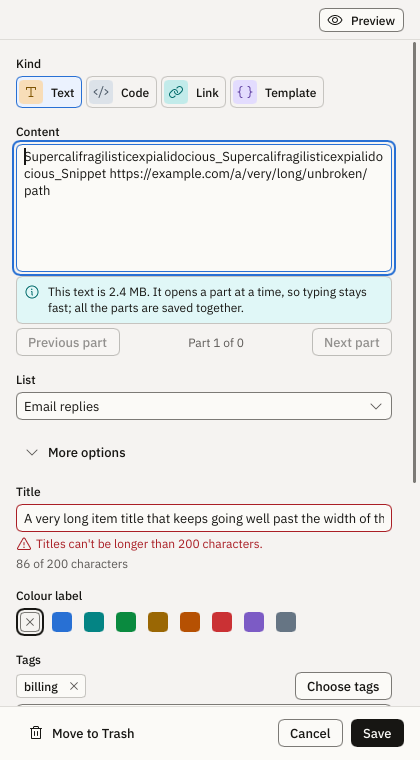 Preview
Kind
Text
Code
Link
Template
Content
Supercalifragilisticexpialidocious_Supercalifragilisticexpialido
cious_Snippet https://example.com/a/very/long/unbroken/
path
This text is 2.4 MB. It opens a part at a time, so typing stays
fast; all the parts are saved together.
Previous part
Part 1 of 0
Next part
List
Email replies
More options
Title
A very long item title that keeps going well past the width of th
Titles can't be longer than 200 characters.
86 of 200 characters
Colour label
Tags
billing
Choose tags
Move to Trash
Cancel
Save